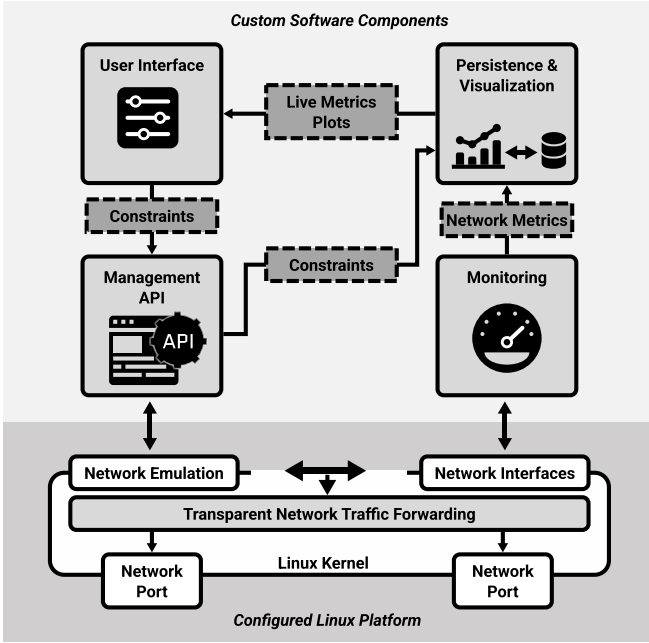 Custom Software Components
User Interface
Persistence &
Visualization
Live Metrics
Plots
Constraints
Network Metrics
Management
API
API
Constraints
Monitoring
Network Emulation
Network Interfaces
Transparent Network Traffic Forwarding
Linux Kernel
Network
Port
Network
Port
Configured Linux Platform